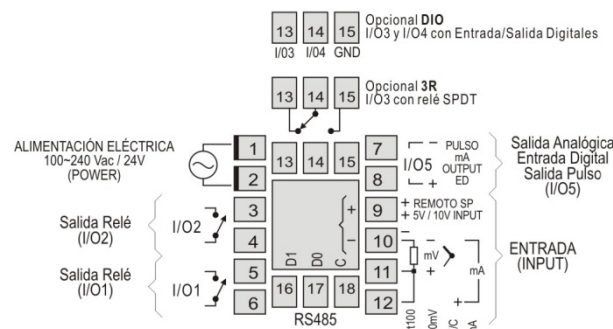 Opcional DIO
I/O3 y I/O4 con Entrada/Salida Digitales
13 14 15
I/03 I/04 GND
Opcional 3R
I/O3 con relé SPDT
13 14 15
ALIMENTACIÓN ELÉCTRICA
100~240 Vac / 24V
(POWER)
1
2
13 14 15
7
8
I/O5
− −
+
PULSO
mA
OUTPUT
ED
Salida Analógica
Entrada Digital
Salida Pulso
(I/O5)
Salida Relé
(I/O2)
I/O2
3
4
+
−
9
10
+ REMOTO SP
+ 5V / 10V INPUT
−
Salida Relé
(I/O1)
I/O1
5
6
D1 D0 C
16 17 18
RS485
11
12
− mV +
− mA +
ENTRADA
(INPUT)